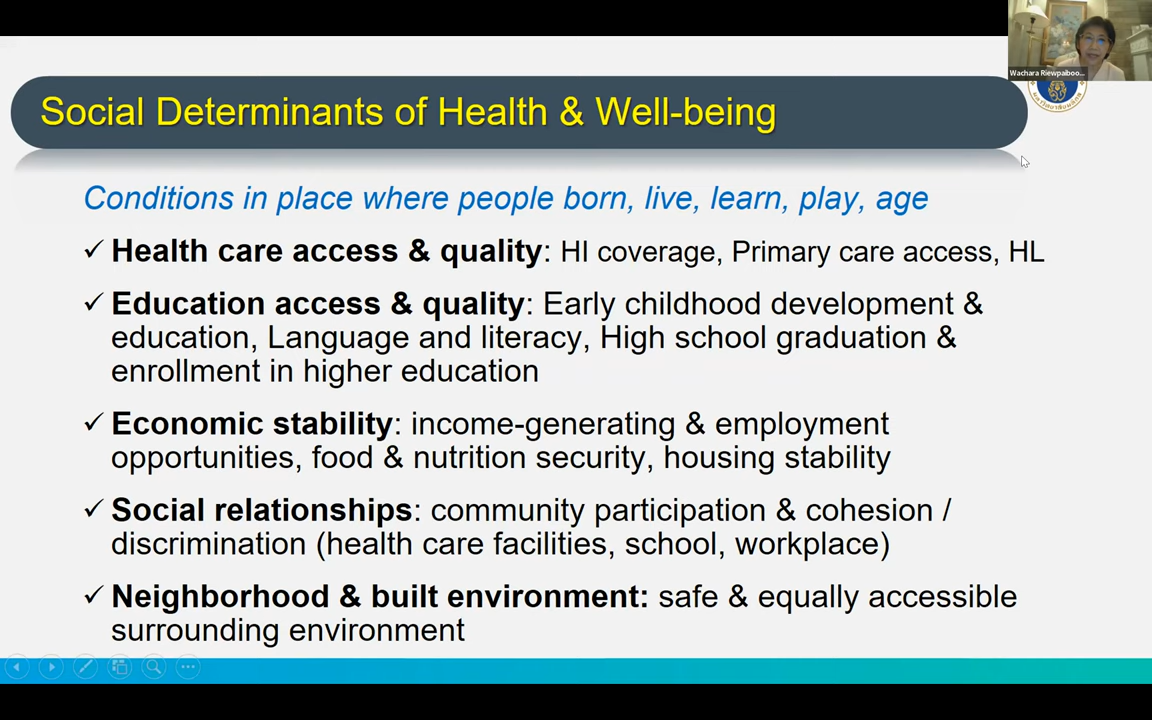 Wachara Riewpaiboo...
Social Determinants of Health & Well-being
Conditions in place where people born, live, learn, play, age
✓ Health care access & quality: HI coverage, Primary care access, HL
✓ Education access & quality: Early childhood development &
education, Language and literacy, High school graduation &
enrollment in higher education
✓ Economic stability: income-generating & employment
opportunities, food & nutrition security, housing stability
✓ Social relationships: community participation & cohesion /
discrimination (health care facilities, school, workplace)
✓ Neighborhood & built environment: safe & equally accessible
surrounding environment